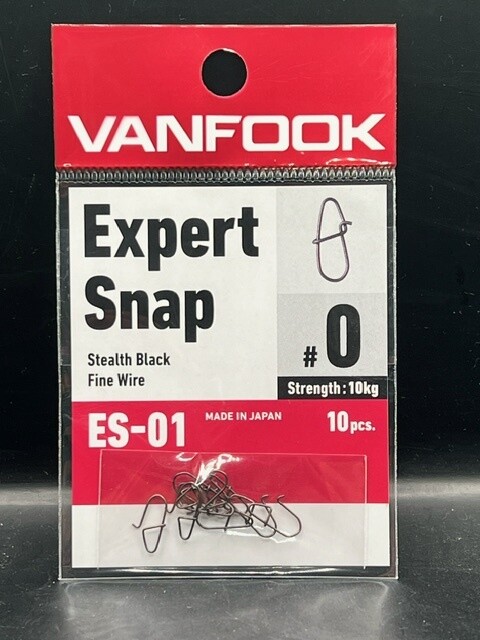 VANFOOK
Expert
Snap
Stealth Black
Fine Wire
#0
Strength:10kg
ES-01
MADE IN JAPAN
10pcs.